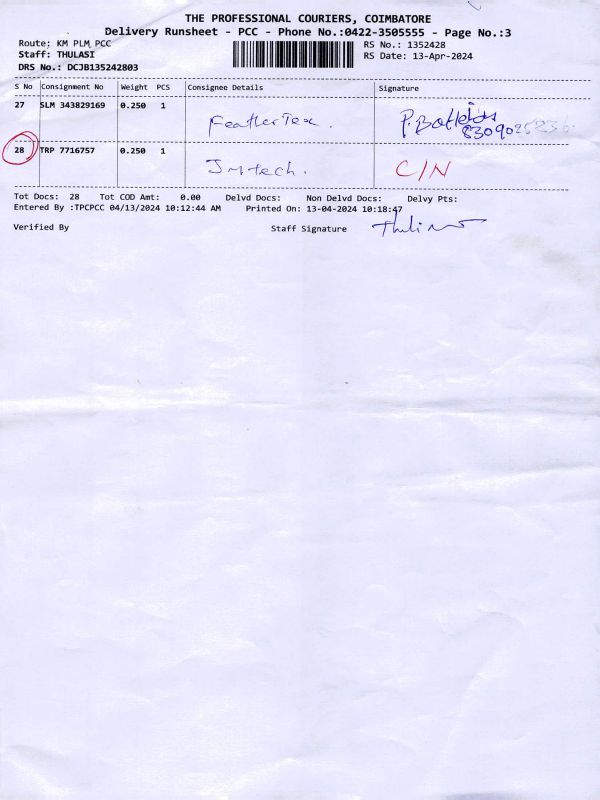 THE PROFESSIONAL COURIERS, COIMBATORE
Delivery Runsheet - PCC - Phone No.:0422-3505555 - Page No.:3
Route: KM PLM PCC
RS No.: 1352428
Staff: THULASI
RS Date: 13-Apr-2024
DRS No.: DCJB135242803
S No Consignment No Weight PCS Consignee Details Signature
27 SLM 343829169 0.250 1
FeatherTex. P.
28 TRP 7716757 0.250 1
JMtech. C/N
Tot Docs: 28 Tot COD Amt: 0.00 Delvd Docs: Non Delvd Docs: Delvy Pts:
Entered By :TPCPCC 04/13/2024 10:12:44 AM Printed On: 13-04-2024 10:18:47
Verified By Staff Signature